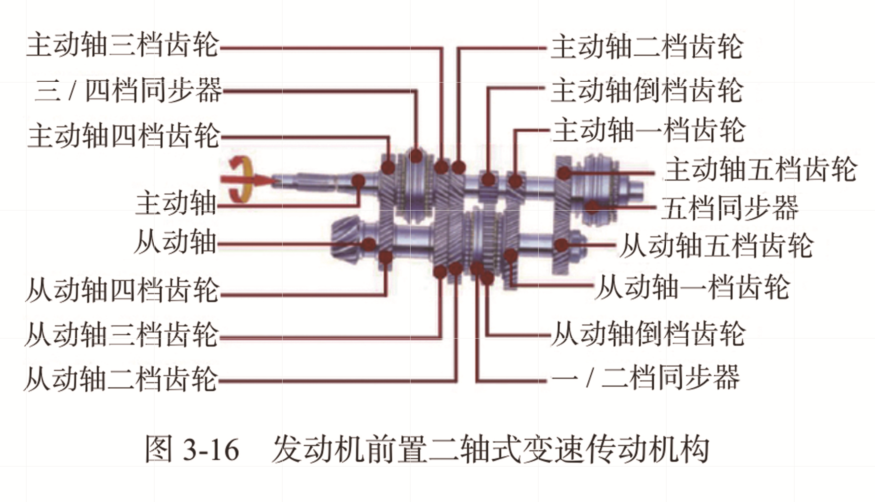 主动轴三档齿轮
三/四档同步器
主动轴四档齿轮
主动轴
从动轴
从动轴四档齿轮
从动轴三档齿轮
从动轴二档齿轮
主动轴二档齿轮
主动轴倒档齿轮
主动轴一档齿轮
主动轴五档齿轮
五档同步器
从动轴五档齿轮
从动轴一档齿轮
从动轴倒档齿轮
一/二档同步器
图 3-16 发动机前置二轴式变速传动机构